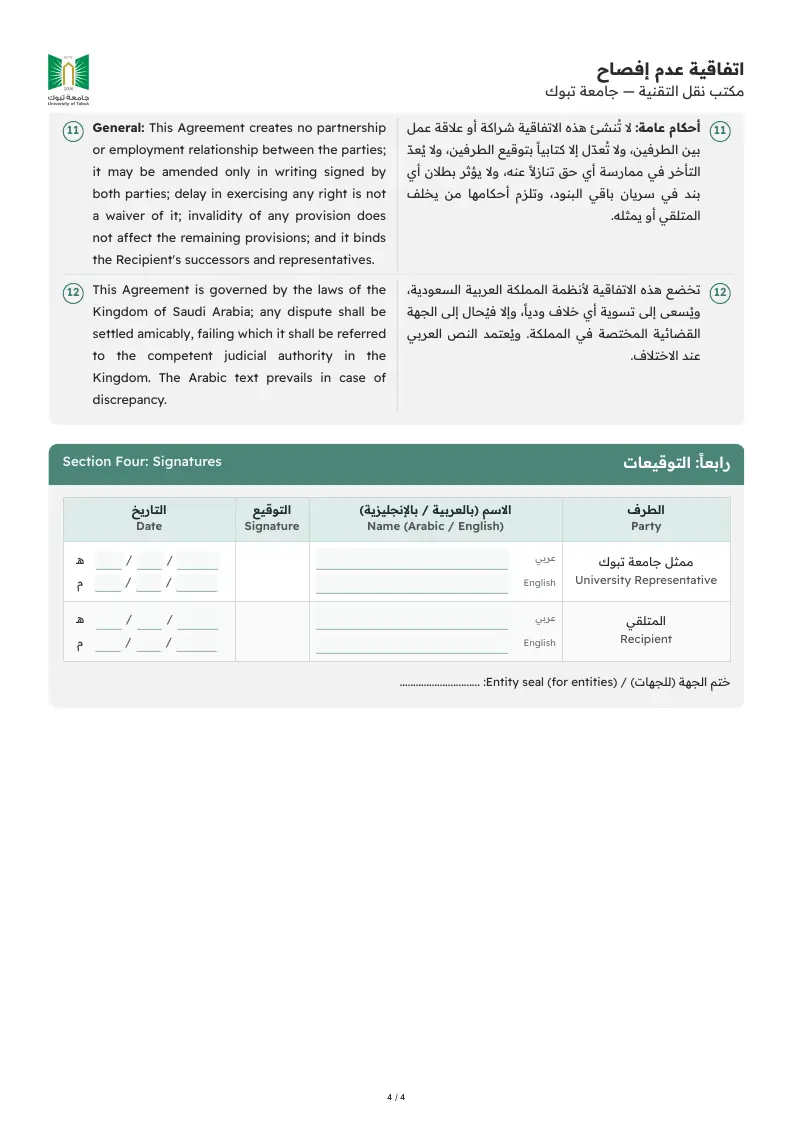 اتفاقية عدم إفصاح
مكتب نقل التقنية — جامعة تبوك
جامعة تبوك
University of Tabuk
11
General: This Agreement creates no partnership
or employment relationship between the parties;
it may be amended only in writing signed by
both parties; delay in exercising any right is not
a waiver of it; invalidity of any provision does
not affect the remaining provisions; and it binds
the Recipient's successors and representatives.
11
أحكام عامة: لا تُنشئ هذه الاتفاقية شراكة أو علاقة عمل
بين الطرفين، ولا تُعدّل إلا كتابياً بتوقيع الطرفين، ولا يُعدّ
التأخر في ممارسة أي حق تنازلاً عنه، ولا يؤثر بطلان أي
بند في سريان باقي البنود، وتلزم أحكامها من يخلف
المتلقي أو يمثله.
12
This Agreement is governed by the laws of the
Kingdom of Saudi Arabia; any dispute shall be
settled amicably, failing which it shall be referred
to the competent judicial authority in the
Kingdom. The Arabic text prevails in case of
discrepancy.
12
تخضع هذه الاتفاقية لأنظمة المملكة العربية السعودية،
ويُسعى إلى تسوية أي خلاف ودياً، وإلا فيُحال إلى الجهة
القضائية المختصة في المملكة. ويُعتمد النص العربي
عند الاختلاف.
Section Four: Signatures
رابعاً: التوقيعات
الطرف
Party
الاسم (بالعربية / بالإنجليزية)
Name (Arabic / English)
التوقيع
Signature
التاريخ
Date
ممثل جامعة تبوك
University Representative
عربي
English
/ / هـ
/ / م
المتلقي
Recipient
عربي
English
/ / هـ
/ / م
ختم الجهة (للجهات) / Entity seal (for entities): ..............................
4 / 4